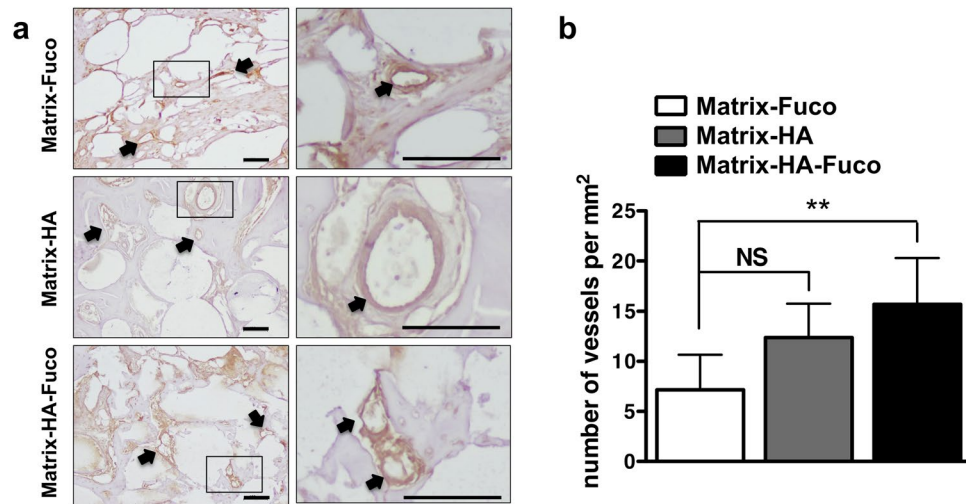 a
Matrix-Fuco
Matrix-HA
Matrix-HA-Fuco
b
Matrix-Fuco
Matrix-HA
Matrix-HA-Fuco
number of vessels per mm²
25
20
15
10
5
0
**
NS